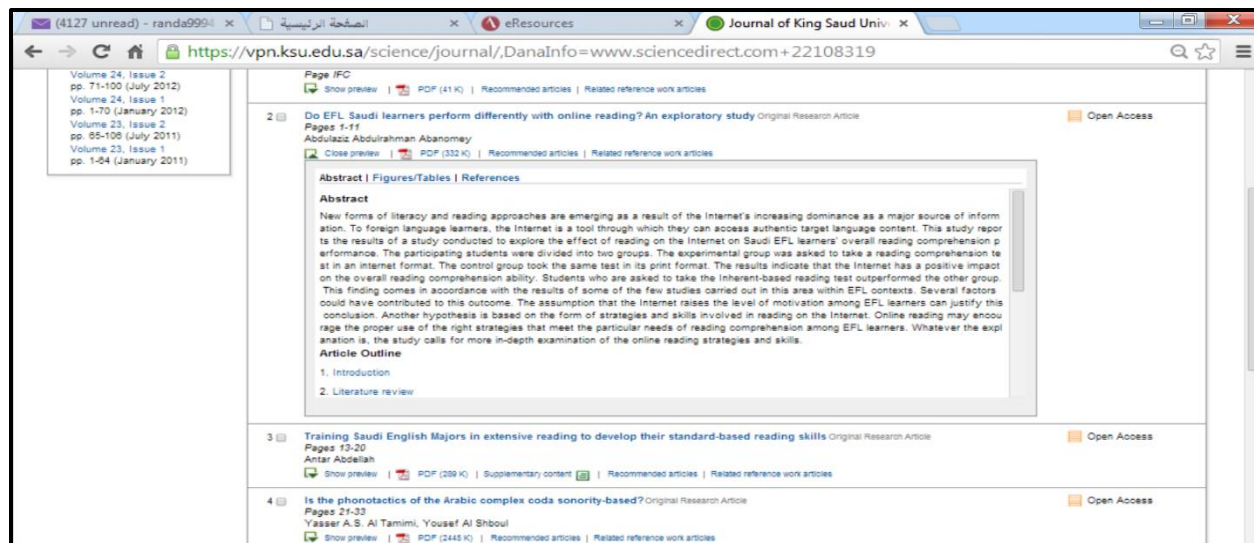 (4127 unread) - randa9994
الصفحة الرئيسية
eResources
Journal of King Saud Univ
https://vpn.ksu.edu.sa/science/journal/,DanaInfo=www.sciencedirect.com+22108319
Volume 24, Issue 2
pp. 71-100 (July 2012)
Volume 24, Issue 1
pp. 1-70 (January 2012)
Volume 23, Issue 2
pp. 65-106 (July 2011)
Volume 23, Issue 1
pp. 1-64 (January 2011)
Page IFC
Show preview | PDF (41 K) | Recommended articles | Related reference work articles
2 Do EFL Saudi learners perform differently with online reading? An exploratory study Original Research Article Open Access
Pages 1-11
Abdulaziz Abdulrahman Abanomey
Close preview | PDF (332 K) | Recommended articles | Related reference work articles
Abstract | Figures/Tables | References
Abstract
New forms of literacy and reading approaches are emerging as a result of the Internet's increasing dominance as a major source of inform
ation. To foreign language learners, the Internet is a tool through which they can access authentic target language content. This study repor
ts the results of a study conducted to explore the effect of reading on the Internet on Saudi EFL learners' overall reading comprehension p
erformance. The participating students were divided into two groups. The experimental group was asked to take a reading comprehension te
st in an internet format. The control group took the same test in its print format. The results indicate that the Internet has a positive impact
on the overall reading comprehension ability. Students who are asked to take the Inherent-based reading test outperformed the other group.
This finding comes in accordance with the results of some of the few studies carried out in this area within EFL contexts. Several factors
could have contributed to this outcome. The assumption that the Internet raises the level of motivation among EFL learners can justify this
conclusion. Another hypothesis is based on the form of strategies and skills involved in reading on the Internet. Online reading may encou
rage the proper use of the right strategies that meet the particular needs of reading comprehension among EFL learners. Whatever the expl
anation is, the study calls for more in-depth examination of the online reading strategies and skills.
Article Outline
1. Introduction
2. Literature review
3 Training Saudi English Majors in extensive reading to develop their standard-based reading skills Original Research Article Open Access
Pages 13-20
Antar Abdellah
Show preview | PDF (289 K) | Supplementary content | Recommended articles | Related reference work articles
4 Is the phonotactics of the Arabic complex coda sonority-based? Original Research Article Open Access
Pages 21-33
Yasser A.S. Al Tamimi, Yousef Al Shboul
Show preview | PDF (2445 K) | Recommended articles | Related reference work articles